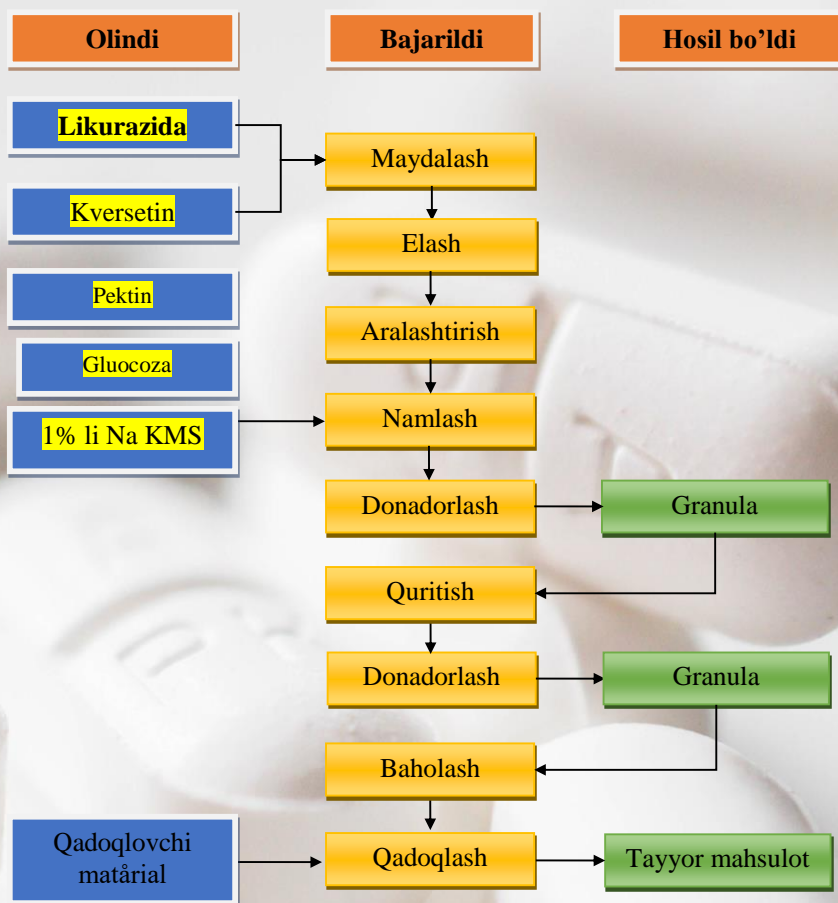 Olindi
Bajarildi
Hosil bo’ldi
Likurazida
Maydalash
Kversetin
Elash
Pektin
Aralashtirish
Gluocoza
1% li Na KMS
Namlash
Donadorlash
Granula
Quritish
Donadorlash
Granula
Baholash
Qadoqlovchi
matårial
Qadoqlash
Tayyor mahsulot